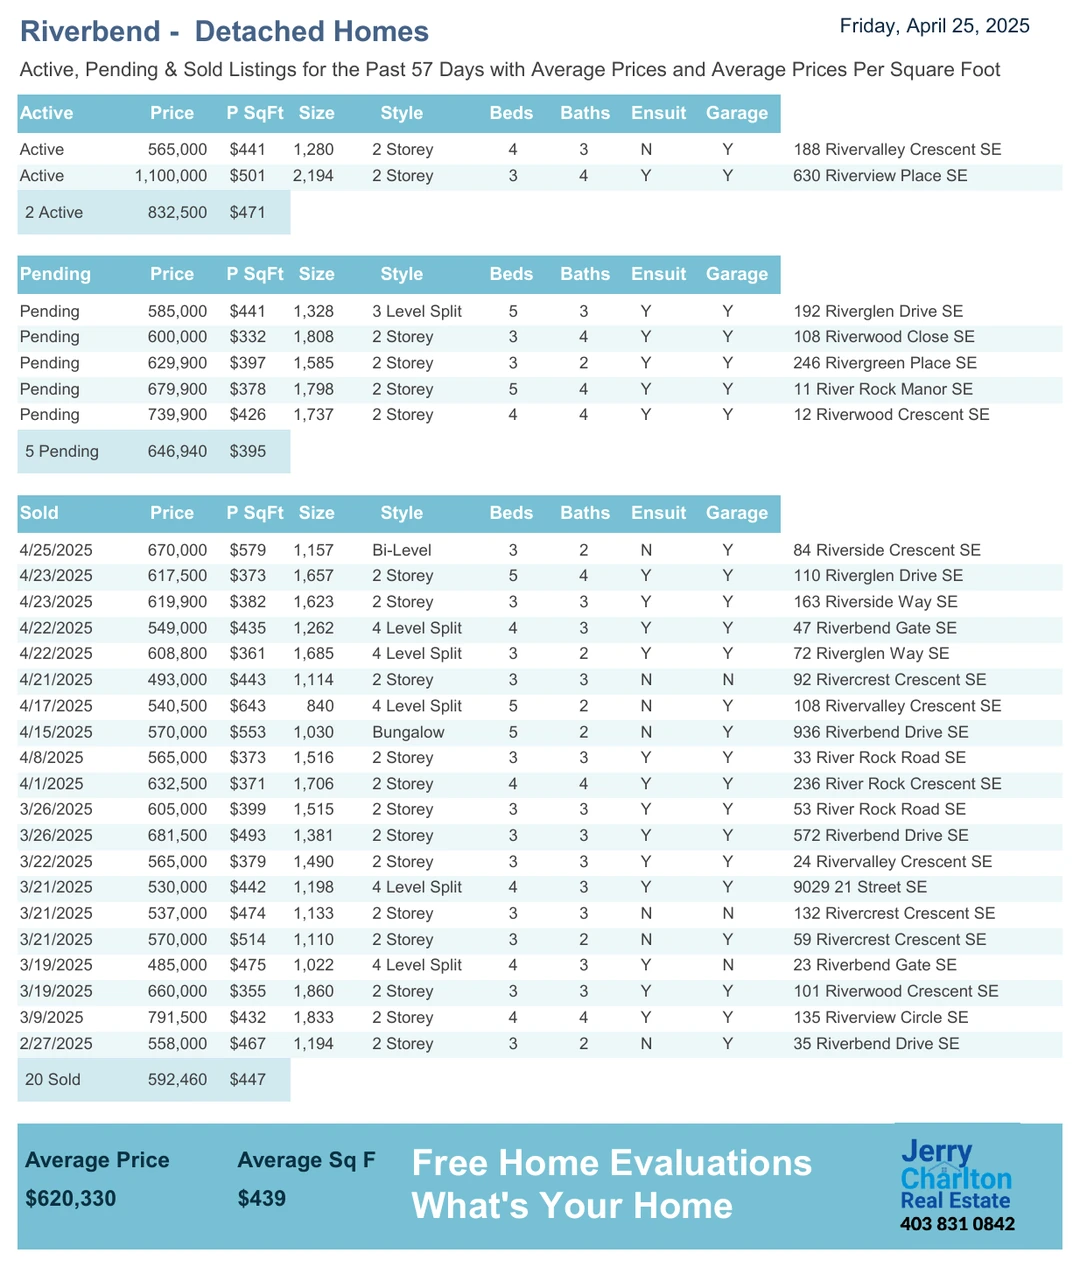 Riverbend - Detached Homes Friday, April 25, 2025
Active, Pending & Sold Listings for the Past 57 Days with Average Prices and Average Prices Per Square Foot
Active Price P SqFt Size Style Beds Baths Ensuit Garage
Active 565,000 $441 1,280 2 Storey 4 3 N Y 188 Rivervalley Crescent SE
Active 1,100,000 $501 2,194 2 Storey 3 4 Y Y 630 Riverview Place SE
2 Active 832,500 $471
Pending Price P SqFt Size Style Beds Baths Ensuit Garage
Pending 585,000 $441 1,328 3 Level Split 5 3 Y Y 192 Riverglen Drive SE
Pending 600,000 $332 1,808 2 Storey 3 4 Y Y 108 Riverwood Close SE
Pending 629,900 $397 1,585 2 Storey 3 2 Y Y 246 Rivergreen Place SE
Pending 679,900 $378 1,798 2 Storey 5 4 Y Y 11 River Rock Manor SE
Pending 739,900 $426 1,737 2 Storey 4 4 Y Y 12 Riverwood Crescent SE
5 Pending 646,940 $395
Sold Price P SqFt Size Style Beds Baths Ensuit Garage
4/25/2025 670,000 $579 1,157 Bi-Level 3 2 N Y 84 Riverside Crescent SE
4/23/2025 617,500 $373 1,657 2 Storey 5 4 Y Y 110 Riverglen Drive SE
4/23/2025 619,900 $382 1,623 2 Storey 3 3 Y Y 163 Riverside Way SE
4/22/2025 549,000 $435 1,262 4 Level Split 4 3 Y Y 47 Riverbend Gate SE
4/22/2025 608,800 $361 1,685 4 Level Split 3 2 Y Y 72 Riverglen Way SE
4/21/2025 493,000 $443 1,114 2 Storey 3 3 N N 92 Rivercrest Crescent SE
4/17/2025 540,500 $643 840 4 Level Split 5 2 N Y 108 Rivervalley Crescent SE
4/15/2025 570,000 $553 1,030 Bungalow 5 2 N Y 936 Riverbend Drive SE
4/8/2025 565,000 $373 1,516 2 Storey 3 3 Y Y 33 River Rock Road SE
4/1/2025 632,500 $371 1,706 2 Storey 4 4 Y Y 236 River Rock Crescent SE
3/26/2025 605,000 $399 1,515 2 Storey 3 3 Y Y 53 River Rock Road SE
3/26/2025 681,500 $493 1,381 2 Storey 3 3 Y Y 572 Riverbend Drive SE
3/22/2025 565,000 $379 1,490 2 Storey 3 3 Y Y 24 Rivervalley Crescent SE
3/21/2025 530,000 $442 1,198 4 Level Split 4 3 Y Y 9029 21 Street SE
3/21/2025 537,000 $474 1,133 2 Storey 3 3 N N 132 Rivercrest Crescent SE
3/21/2025 570,000 $514 1,110 2 Storey 3 2 N Y 59 Rivercrest Crescent SE
3/19/2025 485,000 $475 1,022 4 Level Split 4 3 Y N 23 Riverbend Gate SE
3/19/2025 660,000 $355 1,860 2 Storey 3 3 Y Y 101 Riverwood Crescent SE
3/9/2025 791,500 $432 1,833 2 Storey 4 4 Y Y 135 Riverview Circle SE
2/27/2025 558,000 $467 1,194 2 Storey 3 2 N Y 35 Riverbend Drive SE
20 Sold 592,460 $447
Average Price Average Sq F
$620,330 $439
Free Home Evaluations
What's Your Home
Jerry
Charlton
Real Estate
403 831 0842